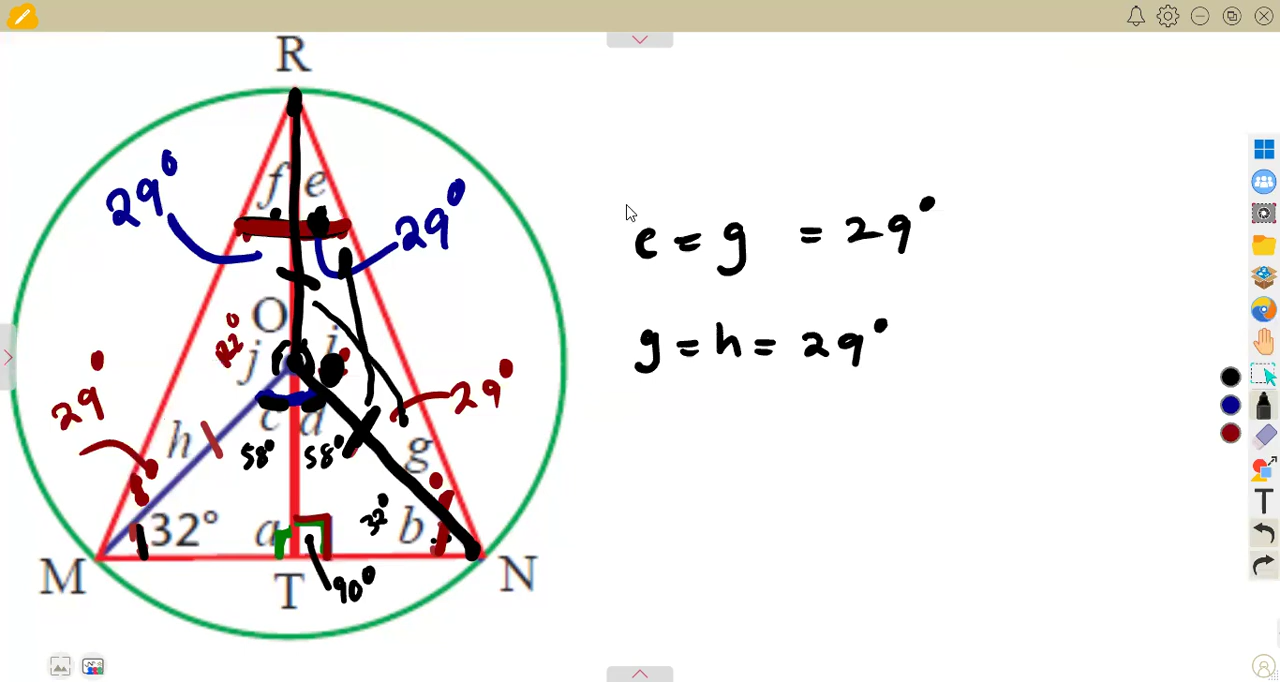 R
f e
29°
29°
e = g = 29°
O
j i
g = h = 29°
29°
29°
h
c d
g
58° 58°
32°
32°
a
b
M
T
N
90°
T